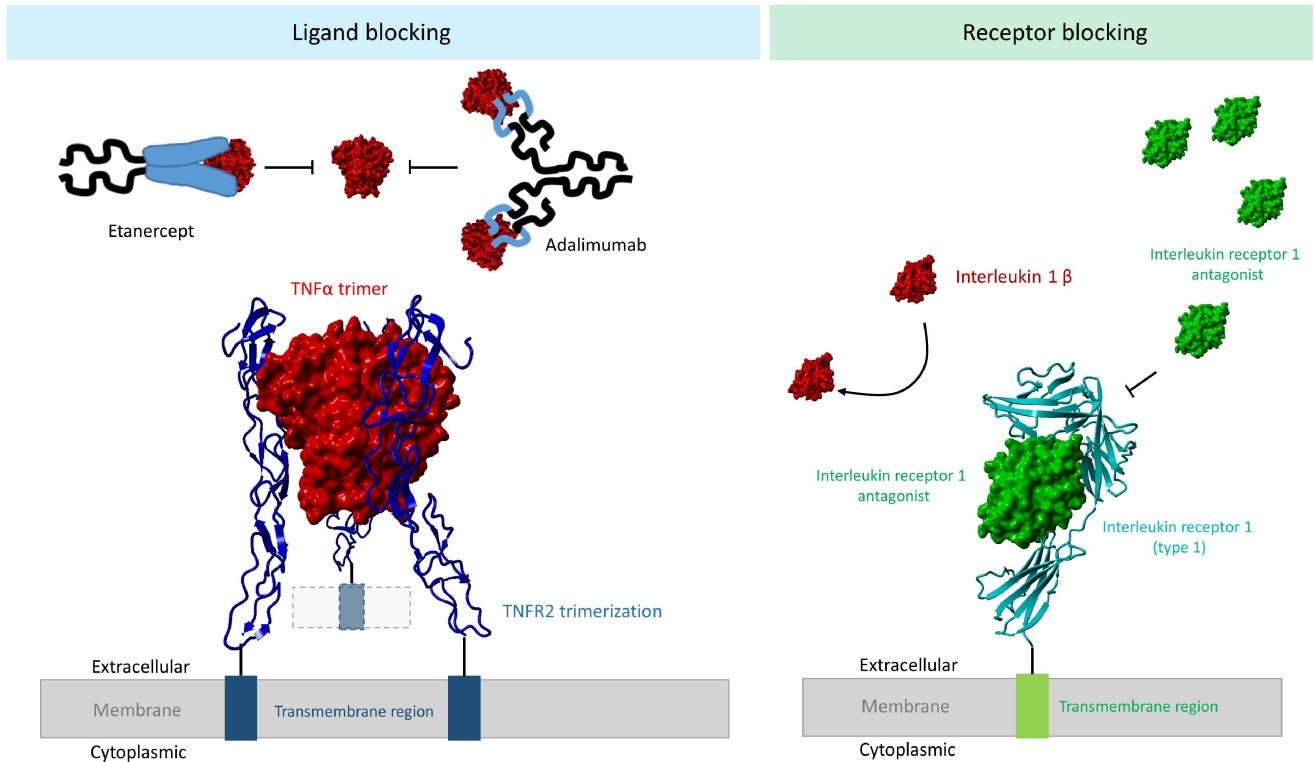 Ligand blocking
Etanercept
Adalimumab
TNFα trimer
TNFR2 trimerization
Extracellular
Membrane
Transmembrane region
Cytoplasmic
Receptor blocking
Interleukin receptor 1
antagonist
Interleukin 1 β
Interleukin receptor 1
antagonist
Interleukin receptor 1
(type 1)
Extracellular
Membrane
Transmembrane region
Cytoplasmic